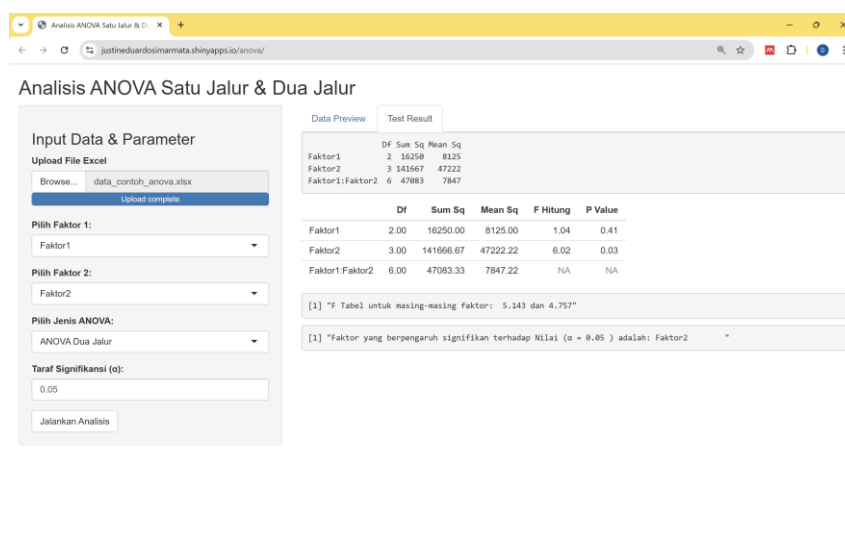 Analisis ANOVA Satu Jalur & D
justineduardosimarmata.shinyapps.io/anova/
Analisis ANOVA Satu Jalur & Dua Jalur
Input Data & Parameter
Upload File Excel
Browse... data_contoh_anova.xlsx
Upload complete
Pilih Faktor 1:
Faktor1
Pilih Faktor 2:
Faktor2
Pilih Jenis ANOVA:
ANOVA Dua Jalur
Taraf Signifikansi (α):
0.05
Jalankan Analisis
Data Preview Test Result
Df Sum Sq Mean Sq
Faktor1 2 16250 8125
Faktor2 3 141667 47222
Faktor1:Faktor2 6 47083 7847
Df Sum Sq Mean Sq F Hitung P Value
Faktor1 2.00 16250.00 8125.00 1.04 0.41
Faktor2 3.00 141666.67 47222.22 6.02 0.03
Faktor1:Faktor2 6.00 47083.33 7847.22 NA NA
[1] "F Tabel untuk masing-masing faktor: 5.143 dan 4.757"
[1] "Faktor yang berpengaruh signifikan terhadap Nilai (α = 0.05 ) adalah: Faktor2 "